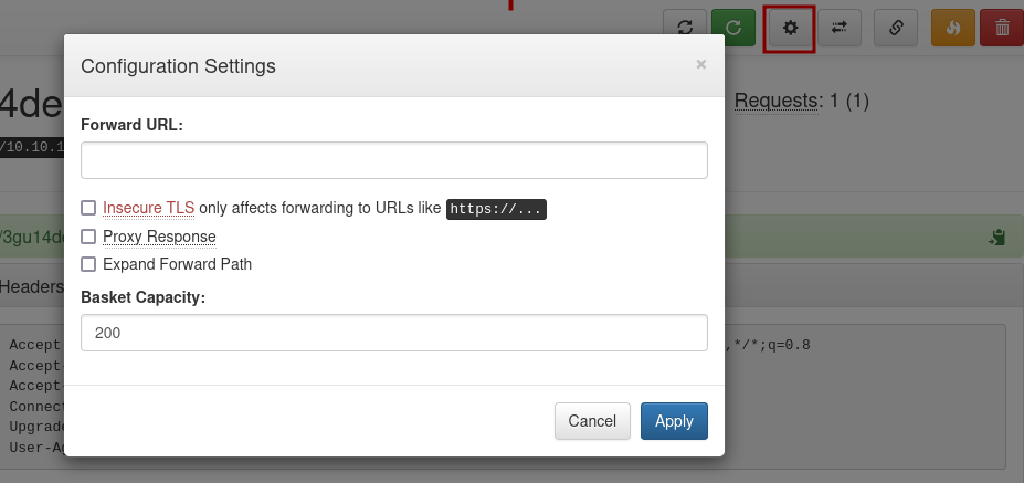 Configuration Settings
×
4de
Requests: 1 (1)
/10.10.1
Forward URL:
Insecure TLS only affects forwarding to URLs like https://...
Proxy Response
/3gu14d
Expand Forward Path
Headers
Basket Capacity:
200
Accept ,*/*;q=0.8
Accept-
Accept-
Connect
Upgrade
User-A
Cancel
Apply